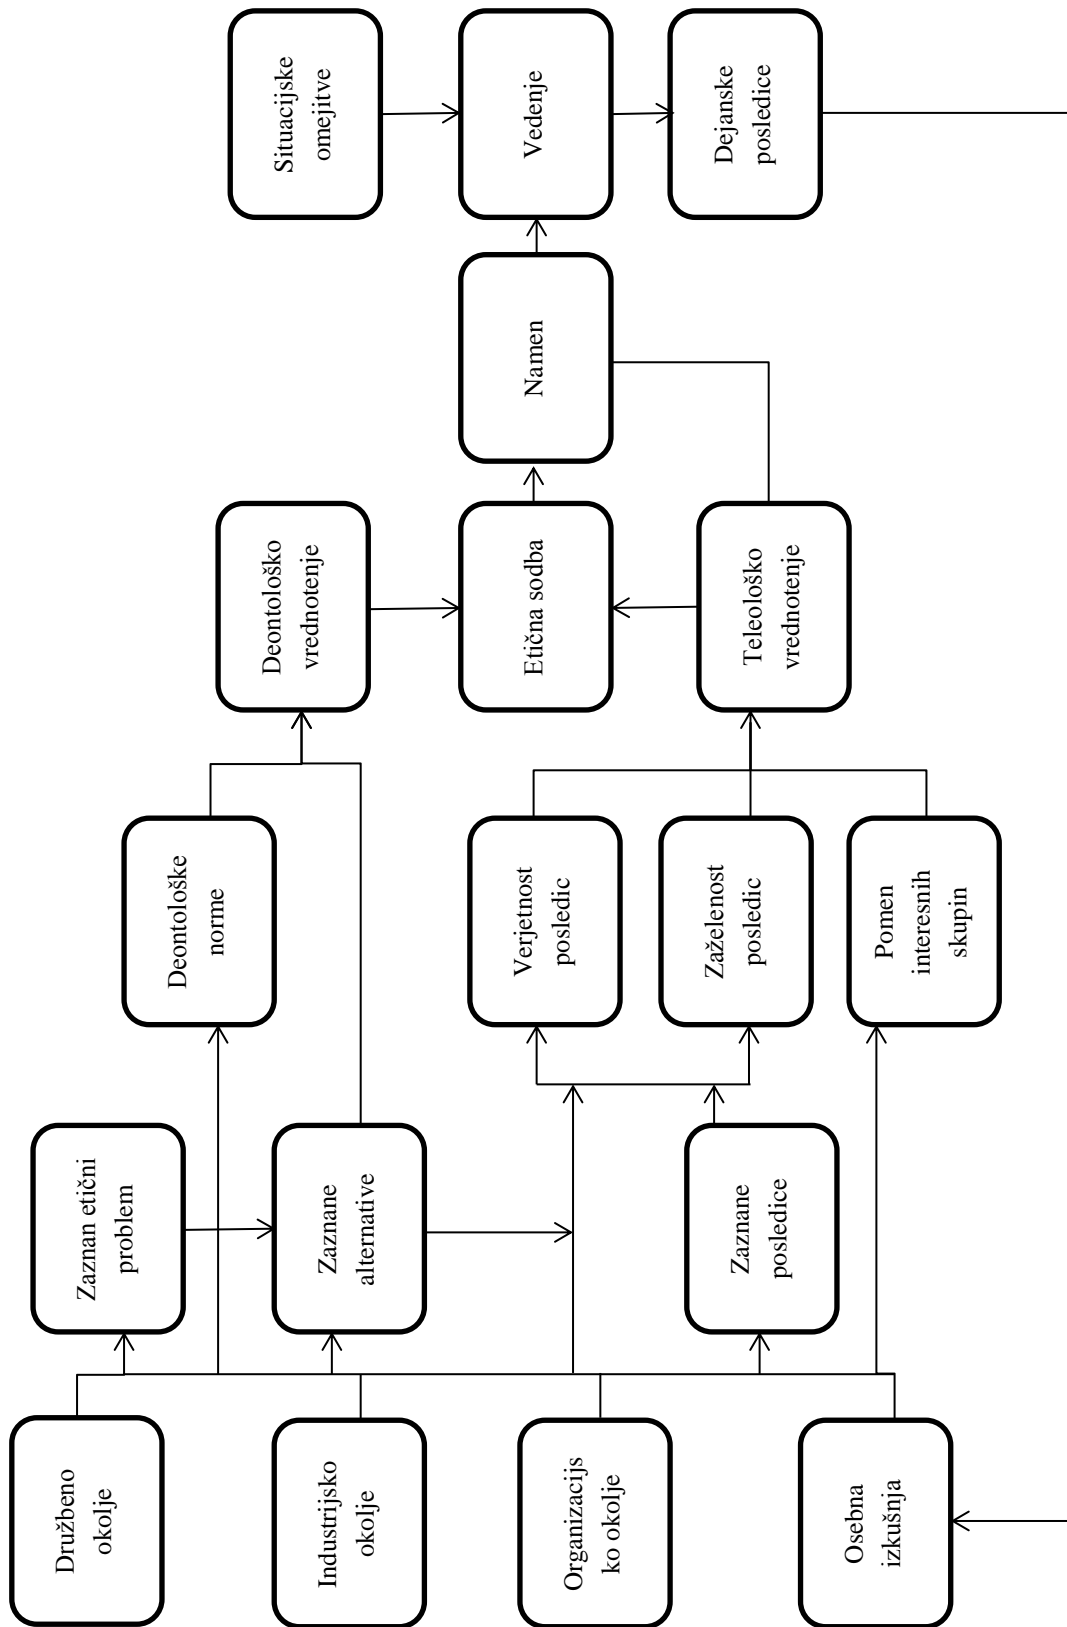 Družbeno
okolje
Industrijsko
okolje
Organizacijs
ko okolje
Osebna
izkušnja
Zaznan etični
problem
Zaznane
alternative
Zaznane
posledice
Deontološke
norme
Verjetnost
posledic
Zaželenost
posledic
Pomen
interesnih
skupin
Deontološko
vrednotenje
Etična sodba
Teleološko
vrednotenje
Namen
Situacijske
omejitve
Vedenje
Dejanske
posledice